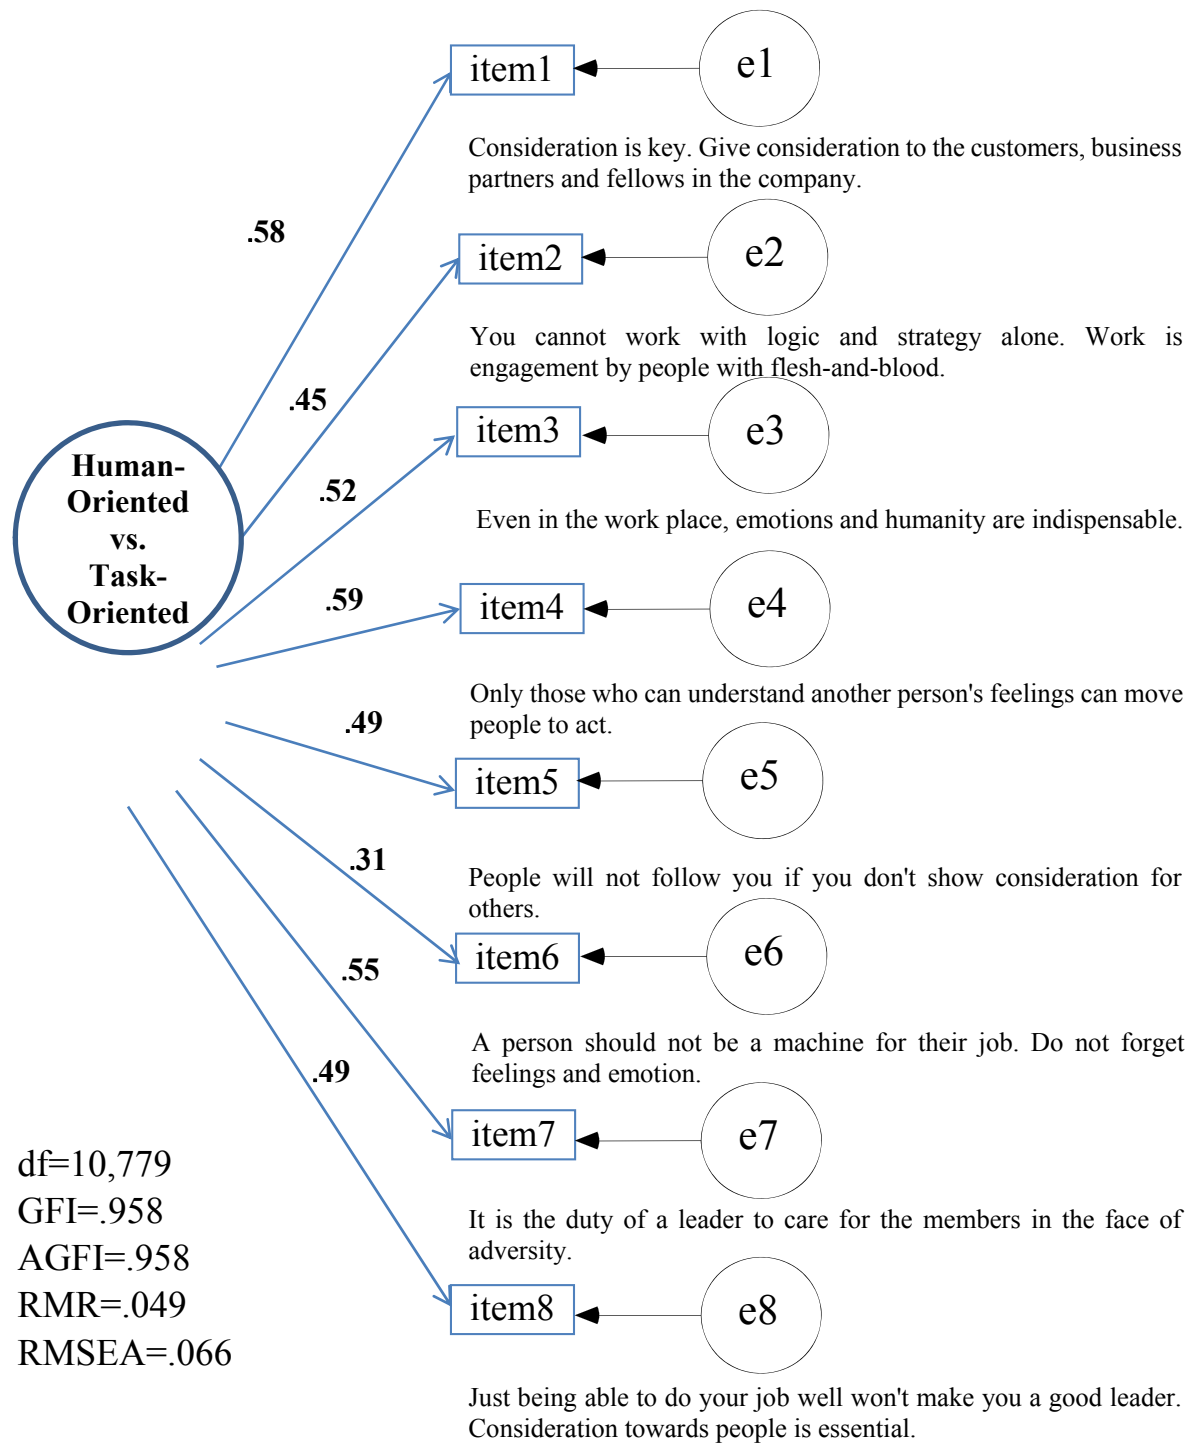 item1
e1
Consideration is key. Give consideration to the customers, business
partners and fellows in the company.
.58
item2
e2
You cannot work with logic and strategy alone. Work is
engagement by people with flesh-and-blood.
.45
item3
e3
Human-
Oriented
vs.
Task-
Oriented
.52
Even in the work place, emotions and humanity are indispensable.
.59
item4
e4
Only those who can understand another person's feelings can move
people to act.
.49
item5
e5
.31
People will not follow you if you don't show consideration for
others.
item6
e6
.55
A person should not be a machine for their job. Do not forget
feelings and emotion.
.49
item7
e7
df=10,779
GFI=.958
AGFI=.958
RMR=.049
RMSEA=.066
It is the duty of a leader to care for the members in the face of
adversity.
item8
e8
Just being able to do your job well won't make you a good leader.
Consideration towards people is essential.